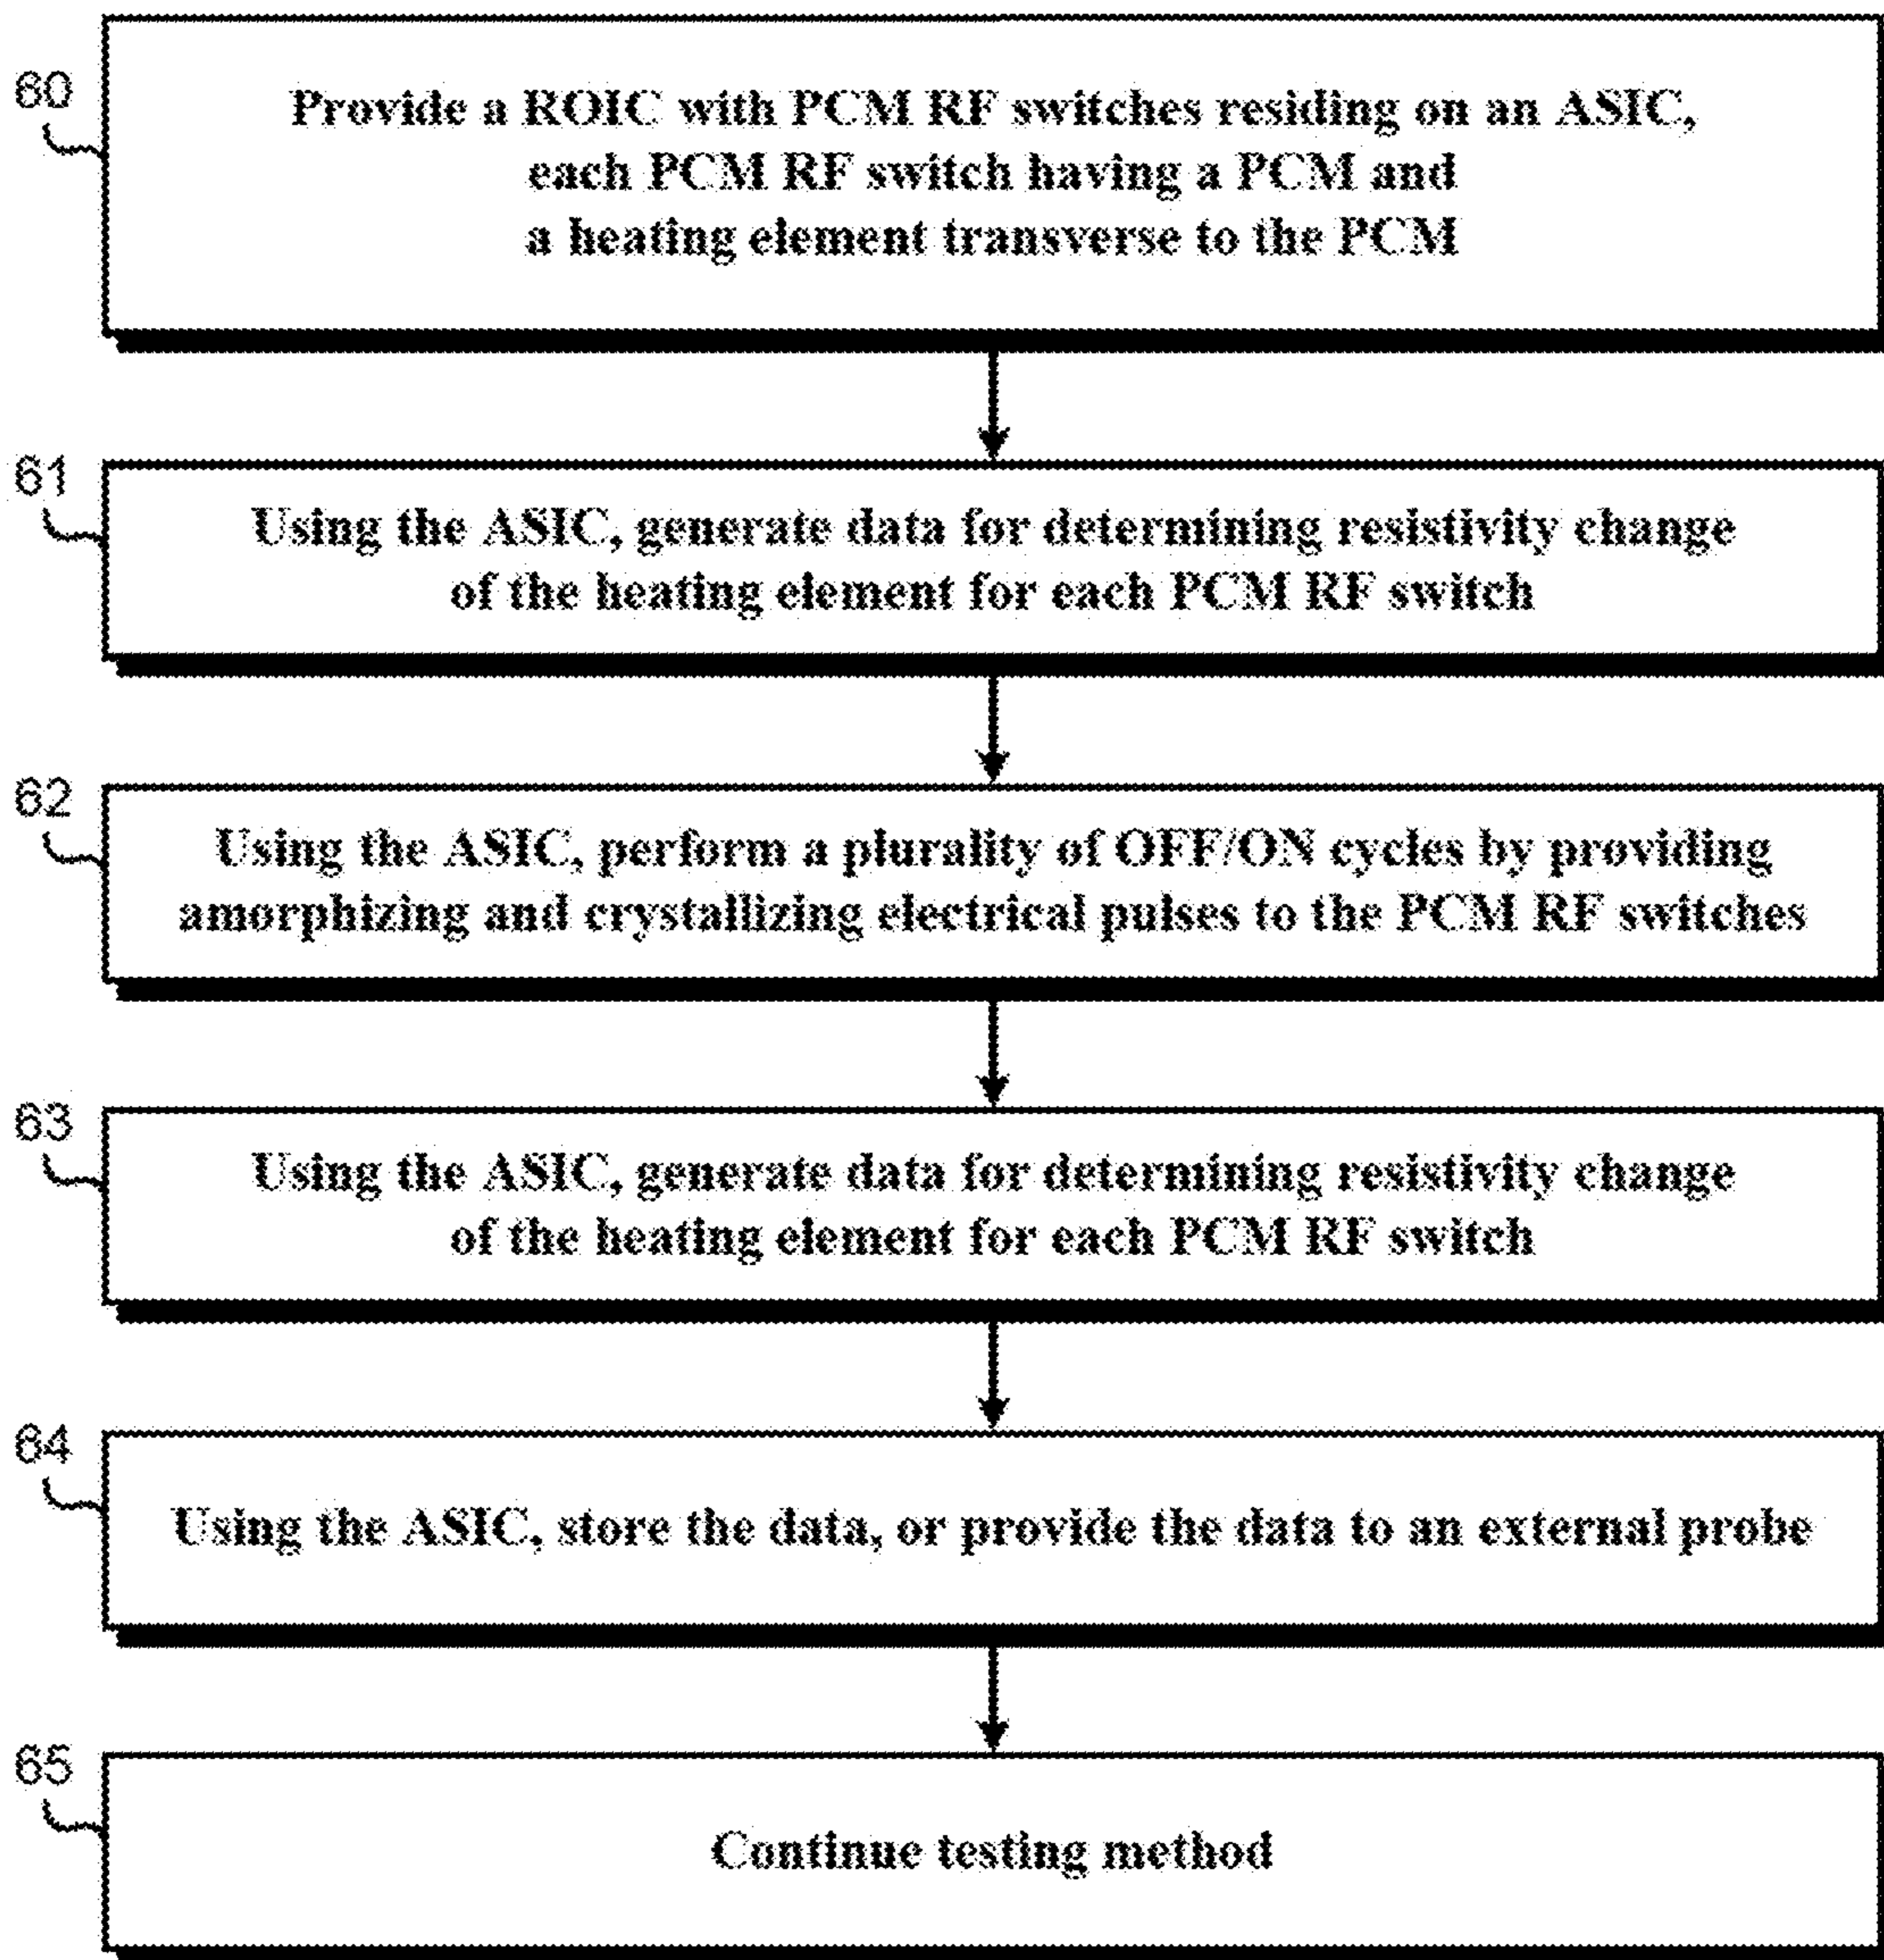 60
Provide a ROIC with PCM RF switches residing on an ASIC,
each PCM RF switch having a PCM and
a heating element transverse to the PCM
61
Using the ASIC, generate data for determining resistivity change
of the heating element for each PCM RF switch
62
Using the ASIC, perform a plurality of OFF/ON cycles by providing
amorphizing and crystallizing electrical pulses to the PCM RF switches
63
Using the ASIC, generate data for determining resistivity change
of the heating element for each PCM RF switch
64
Using the ASIC, store the data, or provide the data to an external probe
65
Continue testing method